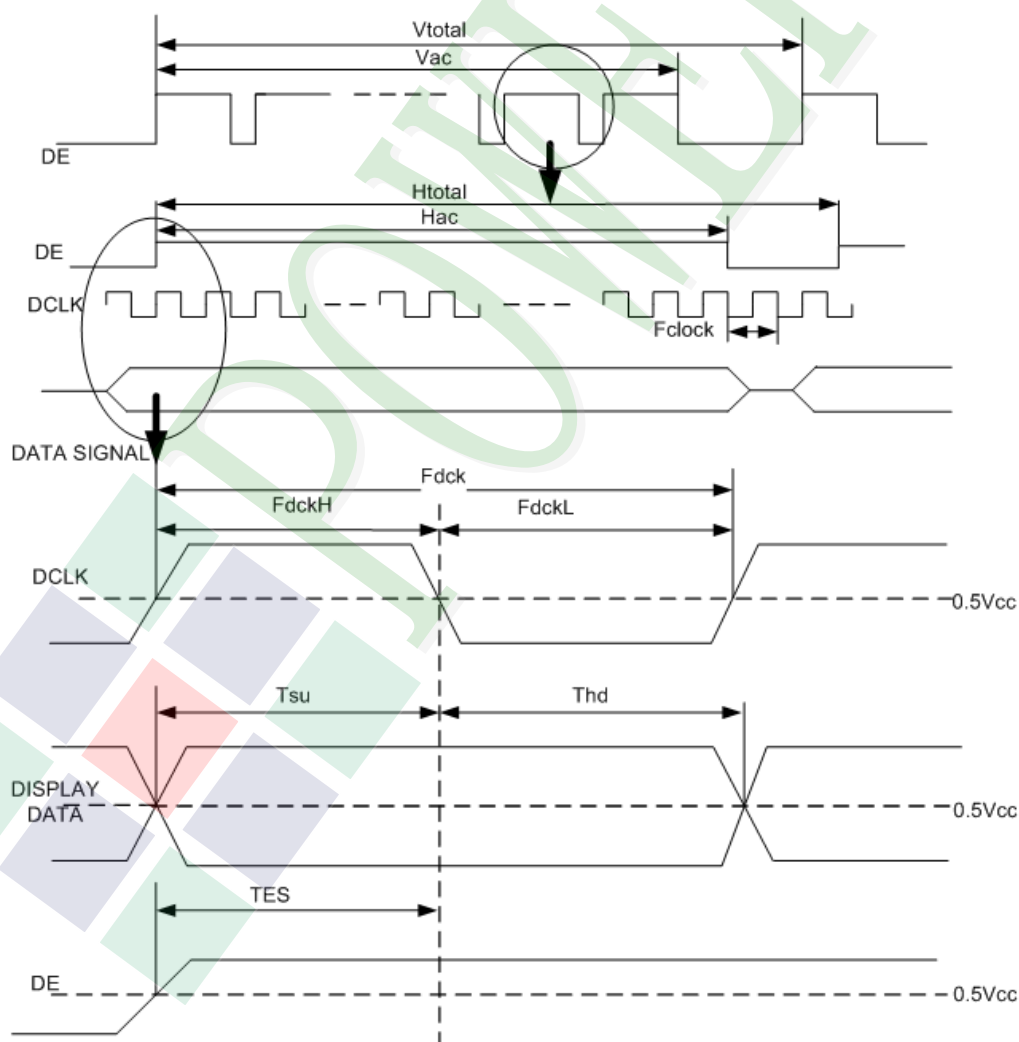 Vtotal
Vac
DE
Htotal
Hac
DE
DCLK
Fclock
DATA SIGNAL
Fdck
FdckH
FdckL
DCLK
0.5Vcc
Tsu
Thd
DISPLAY
DATA
0.5Vcc
TES
DE
0.5Vcc
POWE